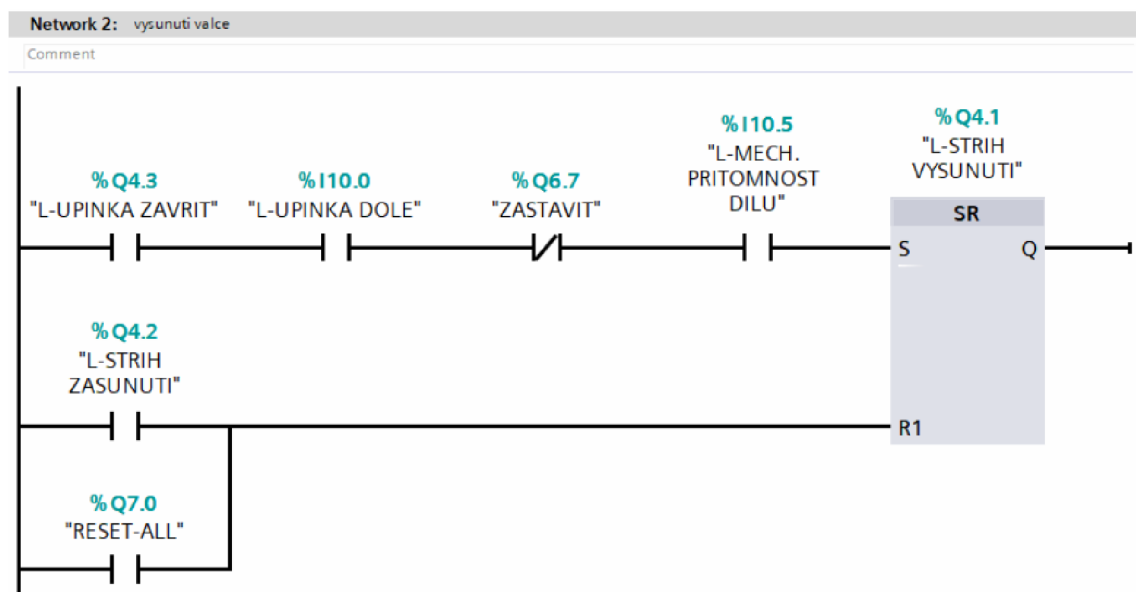 Network 2: vysunuti valce
Comment
%Q4.3
"L-UPINKA ZAVRIT"
%I10.0
"L-UPINKA DOLE"
%Q6.7
"ZASTAVIT"
%I10.5
"L-MECH.
PRITOMNOST
DILU"
%Q4.1
"L-STRIH
VYSUNUTI"
SR
S
Q
%Q4.2
"L-STRIH
ZASUNUTI"
R1
%Q7.0
"RESET-ALL"